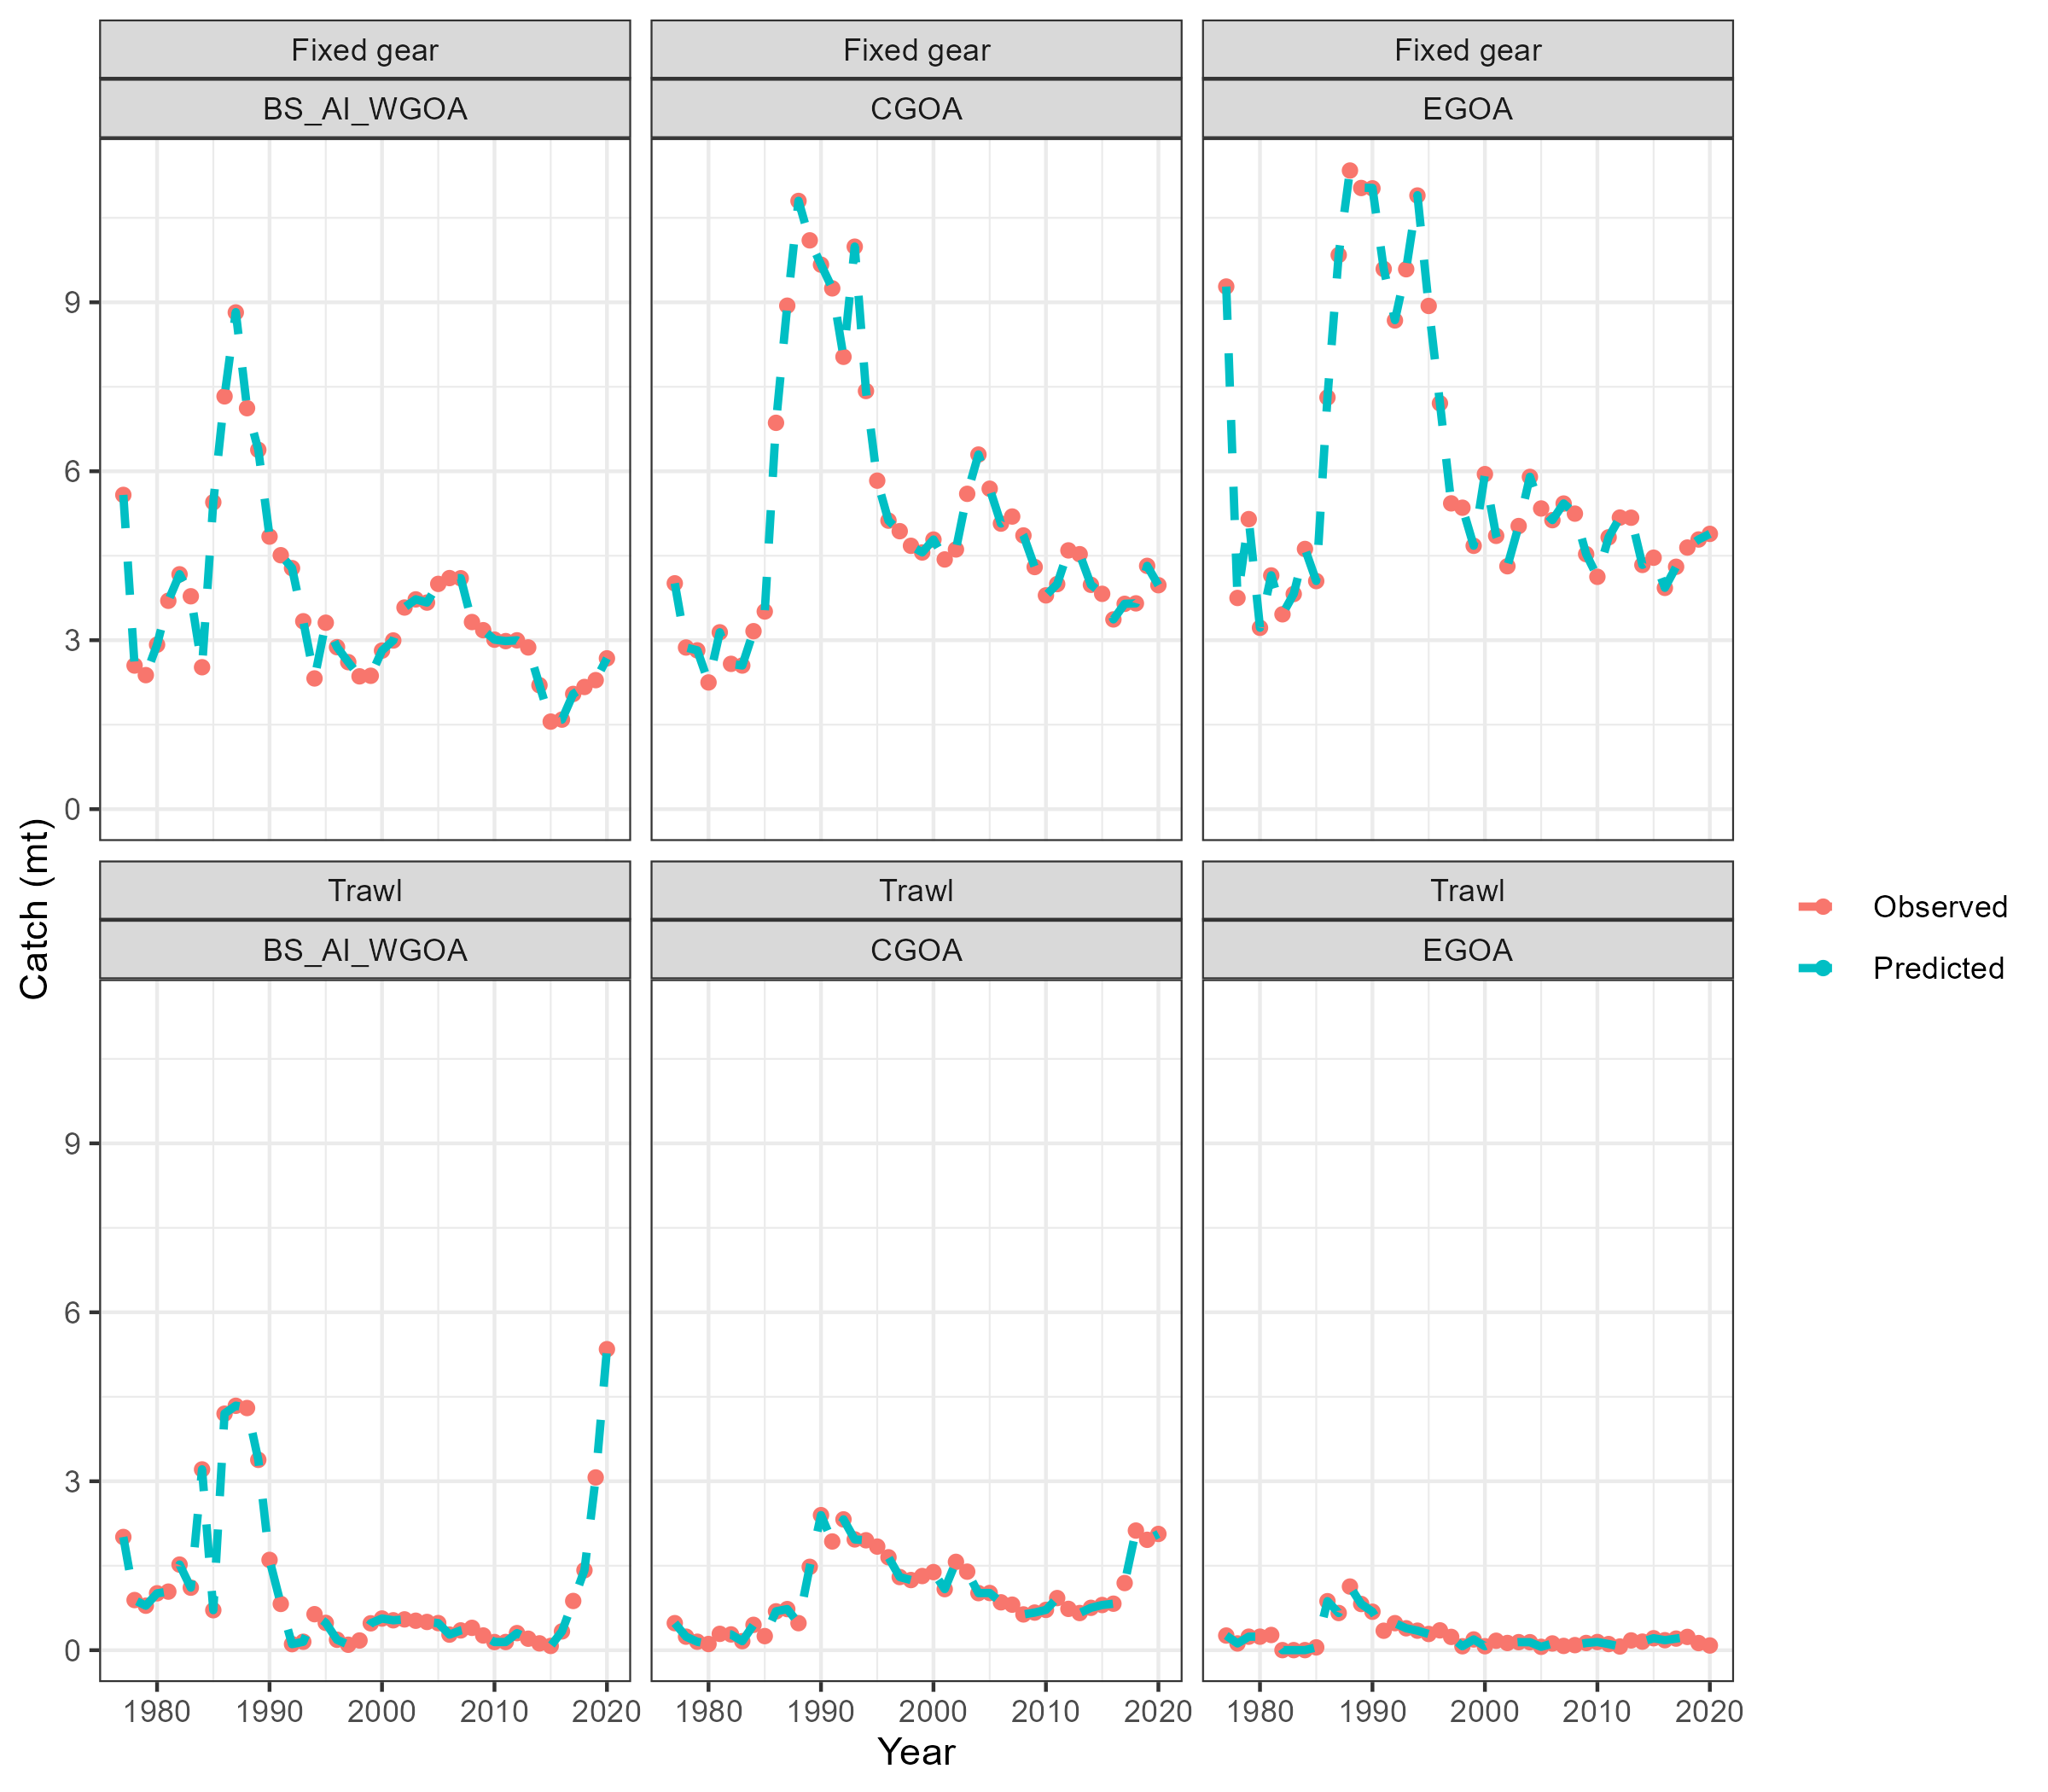 Fixed gear Fixed gear Fixed gear
BS_AI_WGOA CGOA EGOA
9
6
3
0
Catch (mt)
Trawl Trawl Trawl
BS_AI_WGOA CGOA EGOA
Observed
Predicted
9
6
3
0
1980 1990 2000 2010 2020 1980 1990 2000 2010 2020 1980 1990 2000 2010 2020
Year